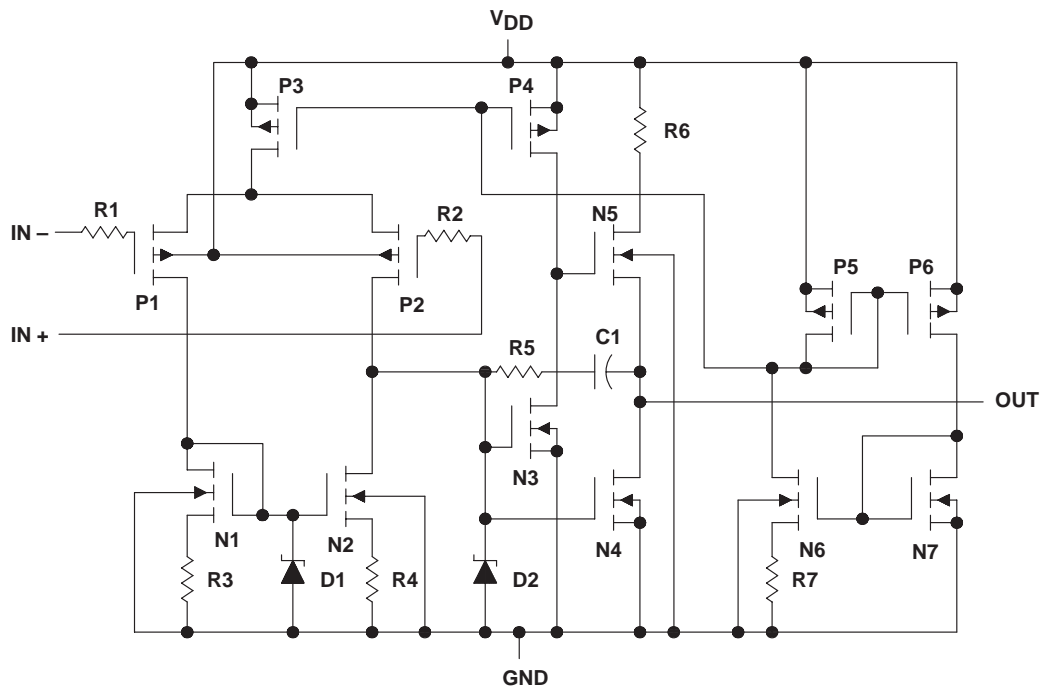 VDD
P3
P4
R6
R1
R2
N5
IN –
P5
P6
P1
P2
IN +
R5
C1
OUT
N3
N1
N2
N4
N6
N7
R3
D1
R4
D2
R7
GND